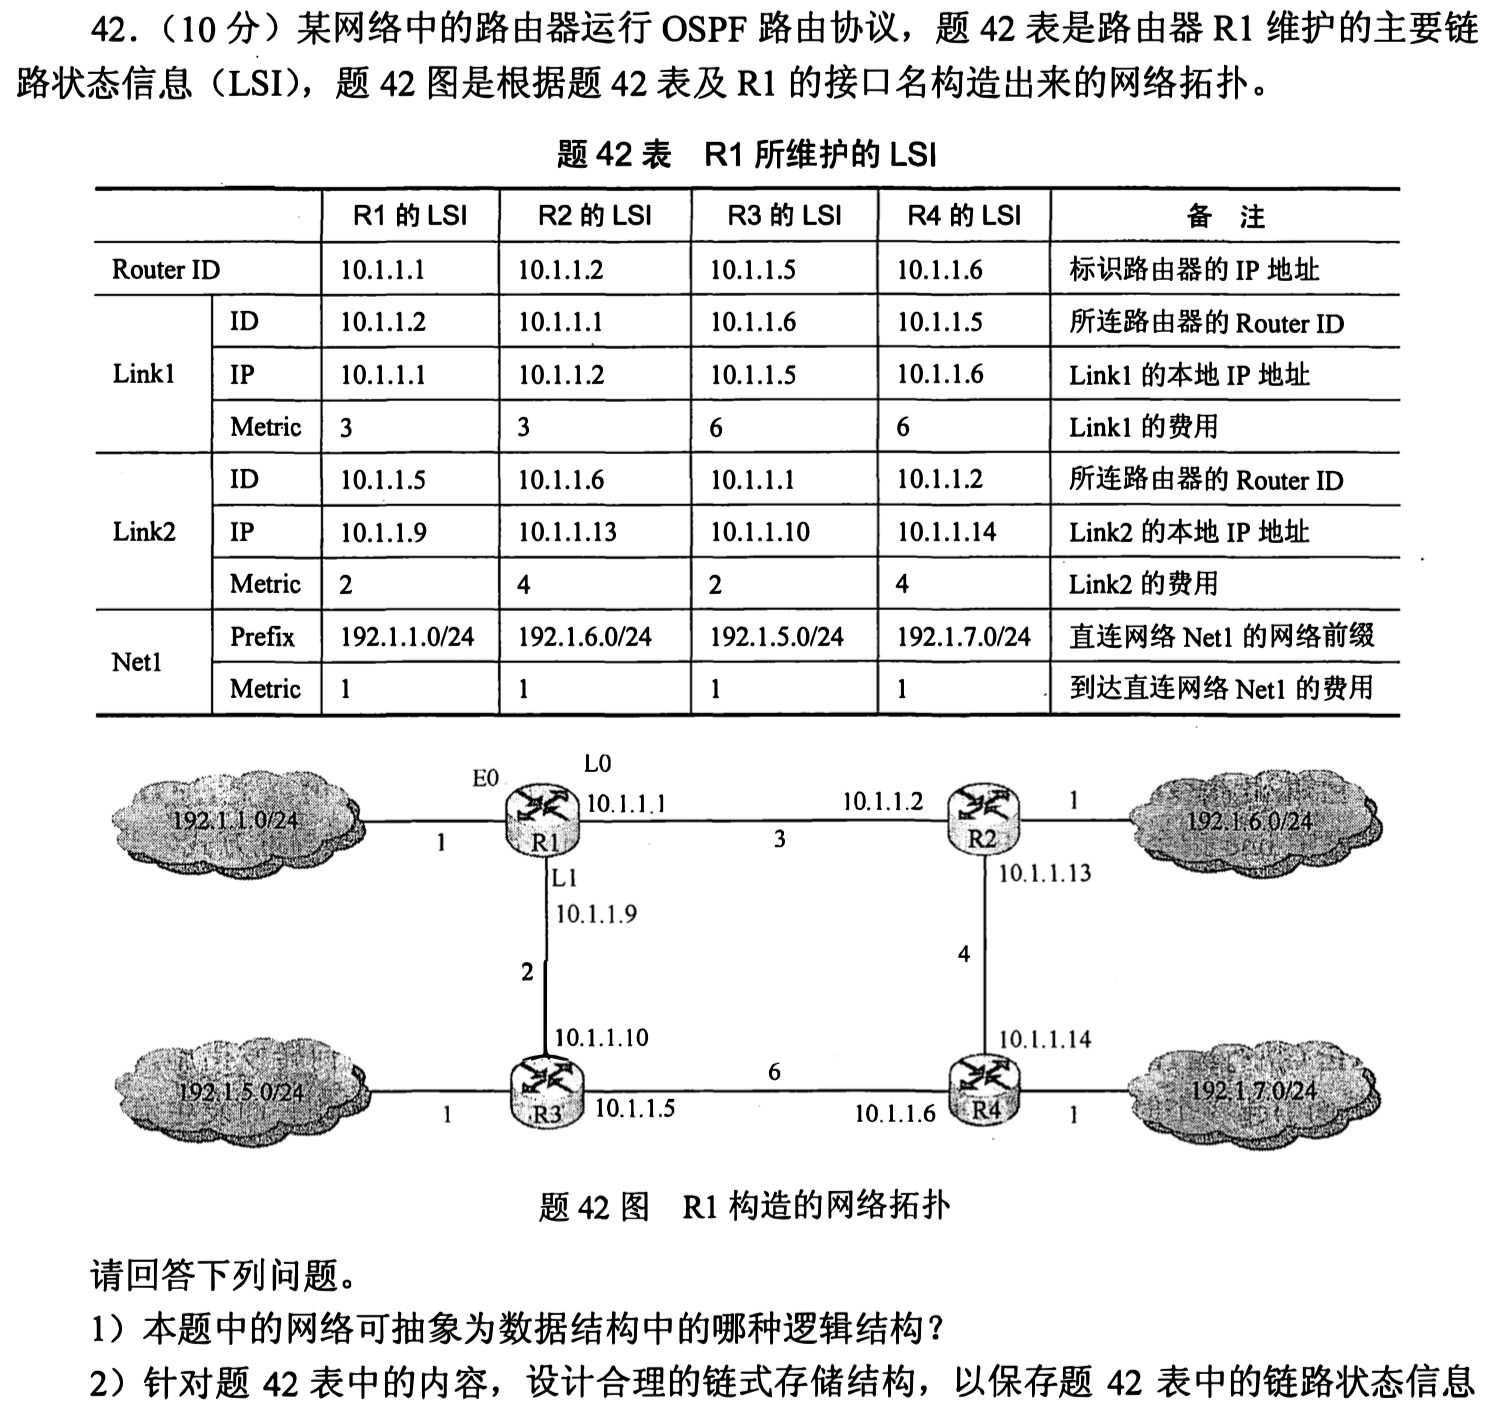 42.（10 分）某网络中的路由器运行 OSPF 路由协议，题 42 表是路由器 R1 维护的主要链
路状态信息（LSI），题 42 图是根据题 42 表及 R1 的接口名构造出来的网络拓扑。
题 42 表 R1 所维护的 LSI
R1 的 LSI R2 的 LSI R3 的 LSI R4 的 LSI 备 注
Router ID 10.1.1.1 10.1.1.2 10.1.1.5 10.1.1.6 标识路由器的 IP 地址
ID 10.1.1.2 10.1.1.1 10.1.1.6 10.1.1.5 所连路由器的 Router ID
Link1 IP 10.1.1.1 10.1.1.2 10.1.1.5 10.1.1.6 Link1 的本地 IP 地址
Metric 3 3 6 6 Link1 的费用
ID 10.1.1.5 10.1.1.6 10.1.1.1 10.1.1.2 所连路由器的 Router ID
Link2 IP 10.1.1.9 10.1.1.13 10.1.1.10 10.1.1.14 Link2 的本地 IP 地址
Metric 2 4 2 4 Link2 的费用
Net1 Prefix 192.1.1.0/24 192.1.6.0/24 192.1.5.0/24 192.1.7.0/24 直连网络 Net1 的网络前缀
Metric 1 1 1 1 到达直连网络 Net1 的费用
E0 L0
192.1.1.0/24 10.1.1.1 10.1.1.2 1 192.1.6.0/24
1 R1 3 R2
L1 10.1.1.13
10.1.1.9
2 4
10.1.1.10 10.1.1.14
192.1.5.0/24 6 192.1.7.0/24
1 R3 10.1.1.5 10.1.1.6 R4 1
题 42 图 R1 构造的网络拓扑
请回答下列问题。
1）本题中的网络可抽象为数据结构中的哪种逻辑结构？
2）针对题 42 表中的内容，设计合理的链式存储结构，以保存题 42 表中的链路状态信息